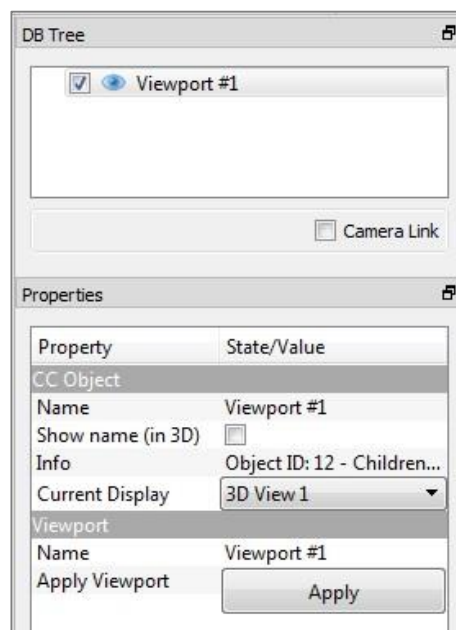 DB Tree
Viewport #1
Camera Link
Properties
Property State/Value
CC Object
Name Viewport #1
Show name (in 3D)
Info Object ID: 12 - Children...
Current Display 3D View 1
Viewport
Name Viewport #1
Apply Viewport Apply